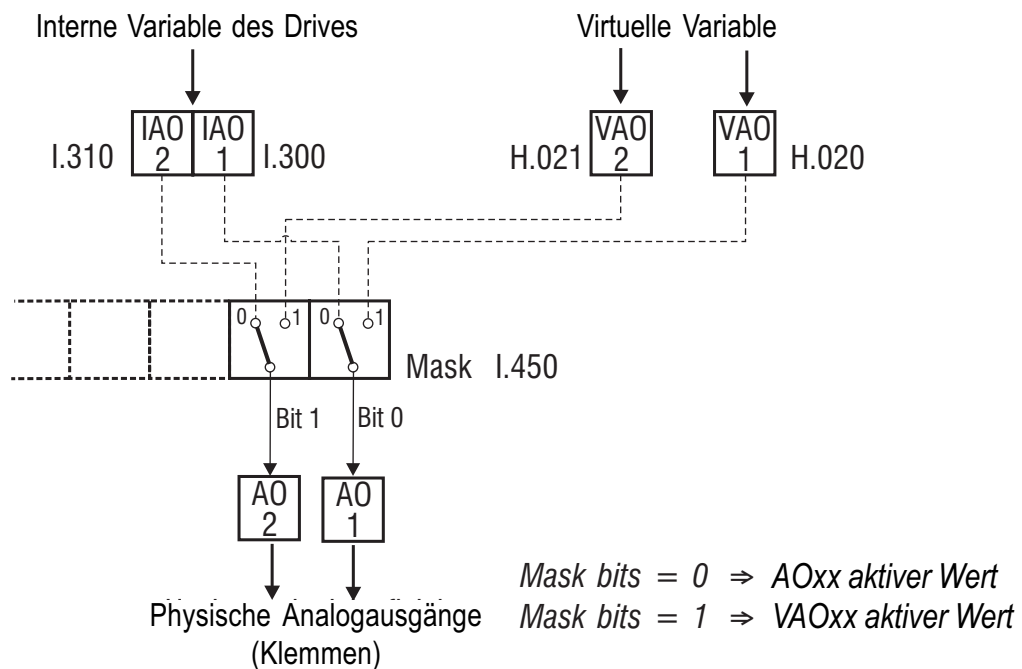 Interne Variable des Drives
Virtuelle Variable
I.310
IAO
2
IAO
1
I.300
H.021
VAO
2
VAO
1
H.020
0
1
0
1
Mask I.450
Bit 1
Bit 0
AO
2
AO
1
Mask bits = 0 ⇒ AOxx aktiver Wert
Mask bits = 1 ⇒ VAOxx aktiver Wert
Physische Analogausgänge
(Klemmen)